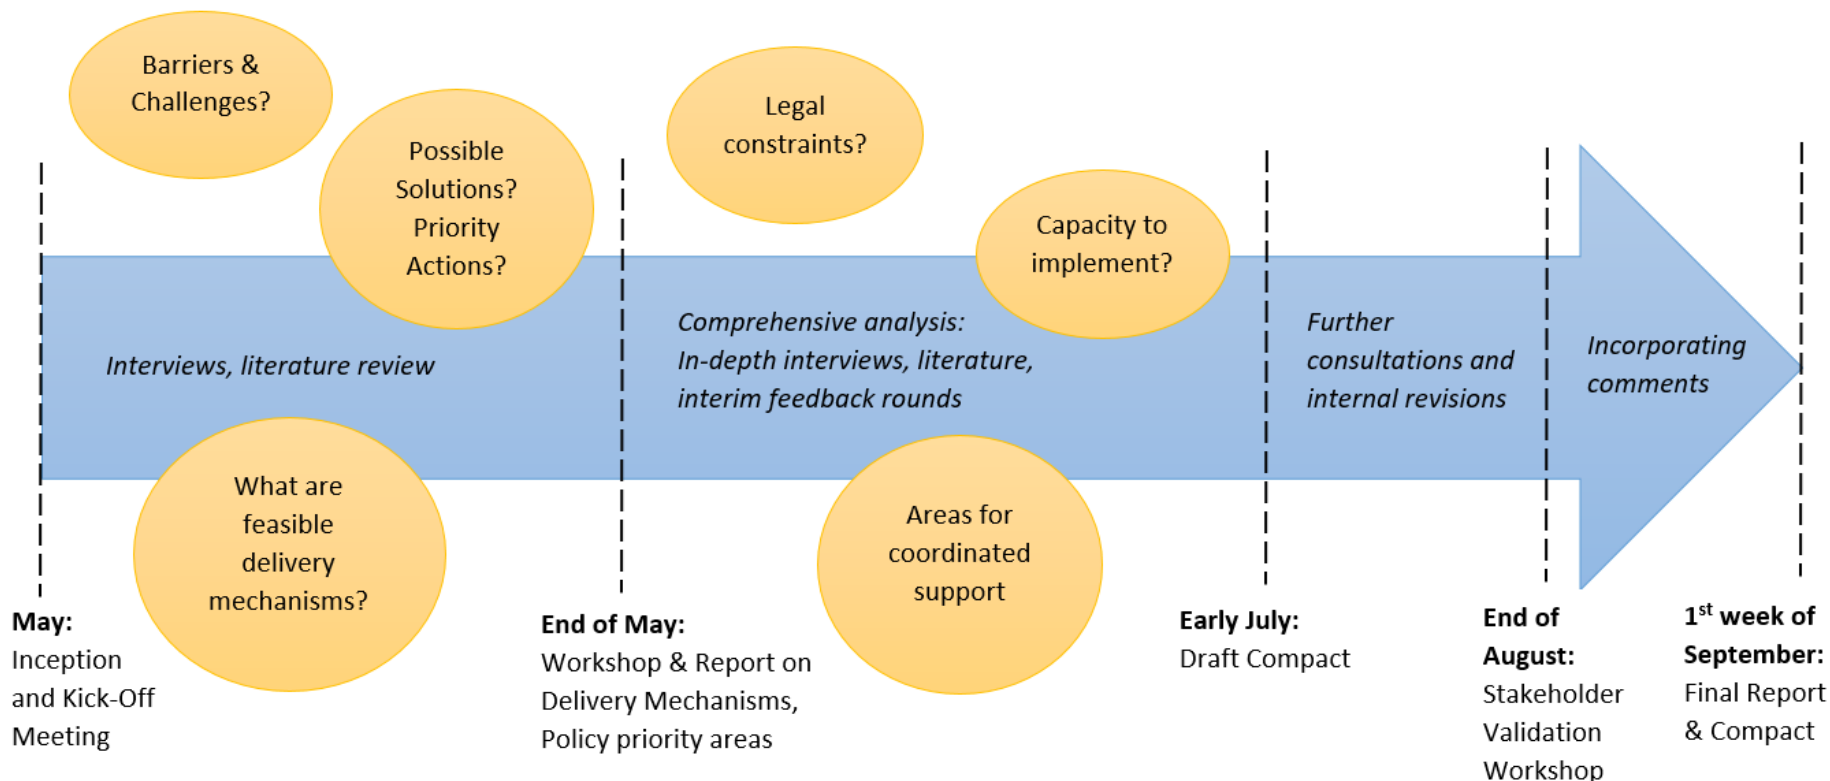 Barriers &
Challenges?
Possible
Solutions?
Priority
Actions?
Legal
constraints?
Capacity to
implement?
Interviews, literature review
Comprehensive analysis:
In-depth interviews, literature,
interim feedback rounds
Further
consultations and
internal revisions
Incorporating
comments
What are
feasible
delivery
mechanisms?
Areas for
coordinated
support
May:
Inception
and Kick-Off
Meeting
End of May:
Workshop & Report on
Delivery Mechanisms,
Policy priority areas
Early July:
Draft Compact
End of
August:
Stakeholder
Validation
Workshop
1st week of
September:
Final Report
& Compact